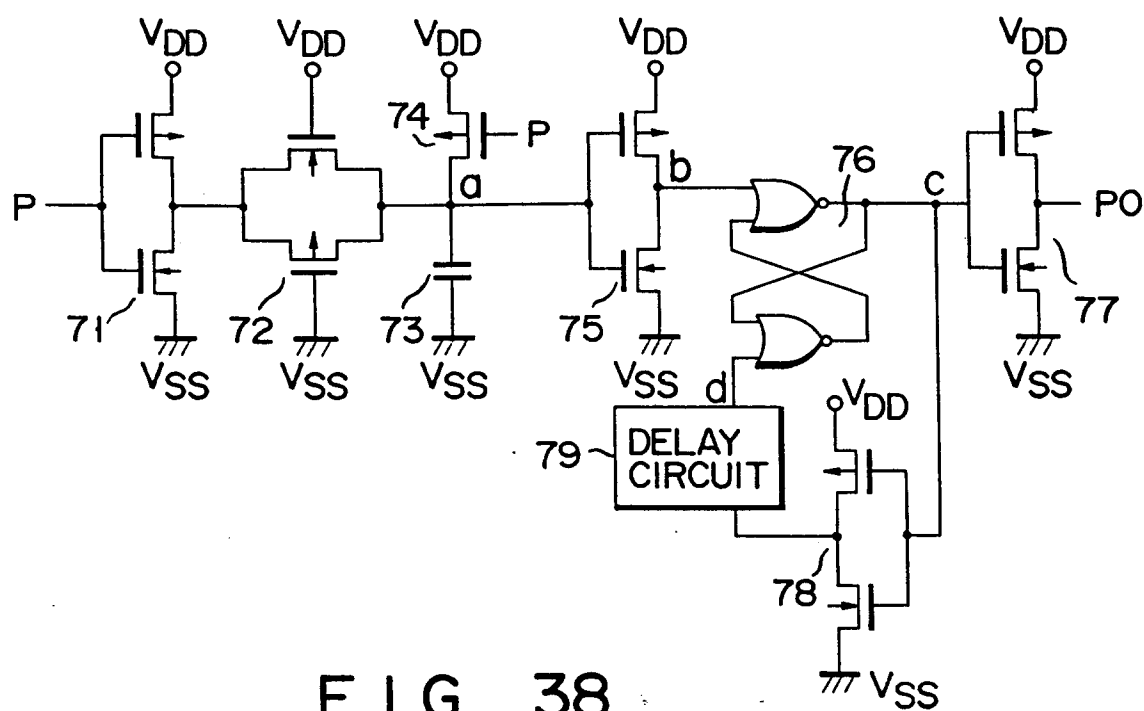 VDD VDD VDD VDD VDD
74 P
P a b 76 c PO
71 72 73 75 77
VSS VSS VSS VSS VSS
d
79 DELAY CIRCUIT
VDD
78
VSS
FIG. 38